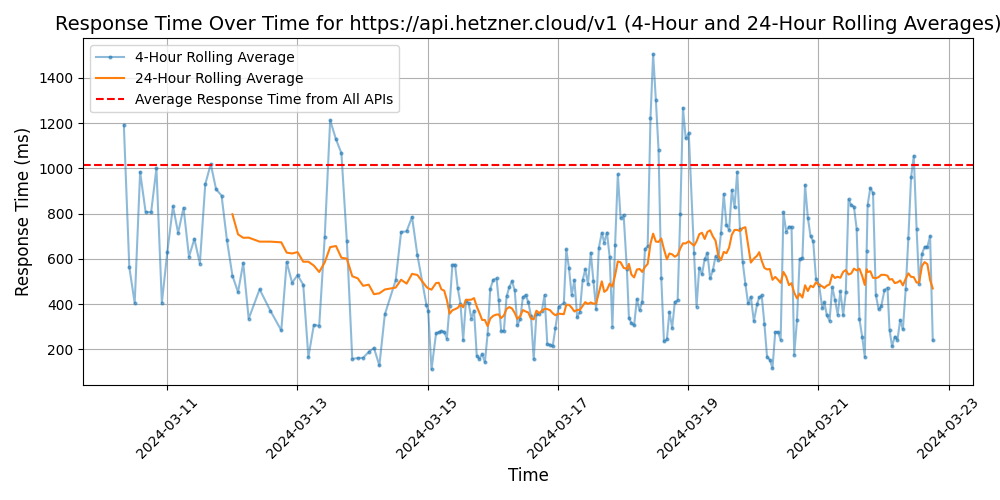 Response Time Over Time for https://api.hetzner.cloud/v1 (4-Hour and 24-Hour Rolling Averages)
4-Hour Rolling Average
24-Hour Rolling Average
Average Response Time from All APIs
Response Time (ms)
1400
1200
1000
800
600
400
200
2024-03-11
2024-03-13
2024-03-15
2024-03-17
2024-03-19
2024-03-21
2024-03-23
Time